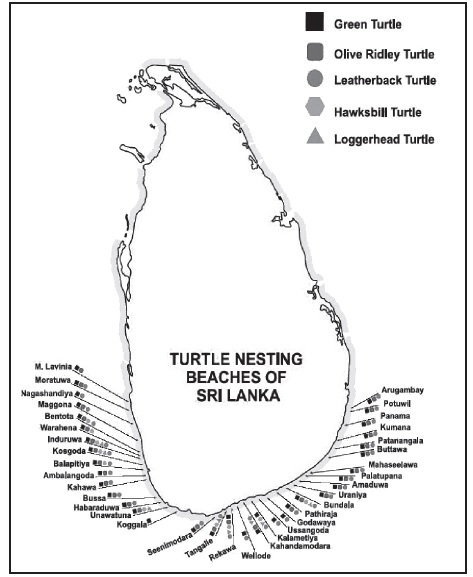 Green Turtle
Olive Ridley Turtle
Leatherback Turtle
Hawksbill Turtle
Loggerhead Turtle
TURTLE NESTING
BEACHES OF
SRI LANKA
M. Lavinia
Moratuwa
Nagashandiya
Maggona
Bentota
Warahena
Induruwa
Kosgoda
Balapitiya
Ambalangoda
Kahawa
Bussa
Habaraduwa
Unawatuna
Koggala
Seenimodara
Tangalle
Rekawa
Wellode
Kahandamodara
Kalametiya
Ussangoda
Godawaya
Pathiraja
Bundala
Uraniya
Amaduwa
Palatupana
Mahaseelawa
Buttawa
Patanangala
Kumana
Panama
Potuwil
Arugambay